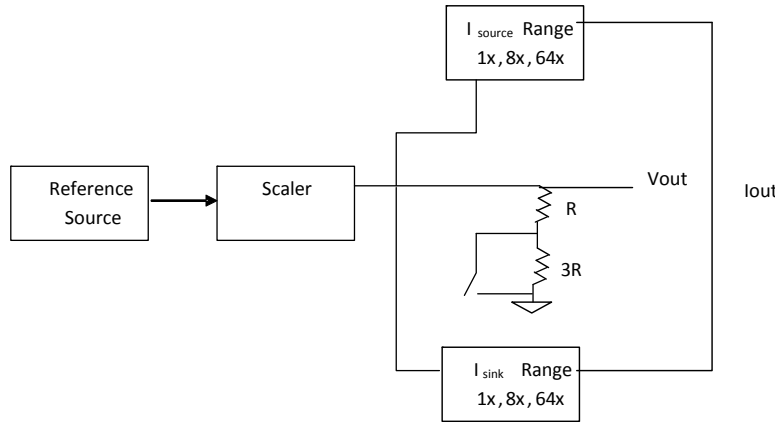 I source Range
1x, 8x, 64x
Reference
Source
Scaler
Vout
Iout
R
3R
I sink Range
1x, 8x, 64x